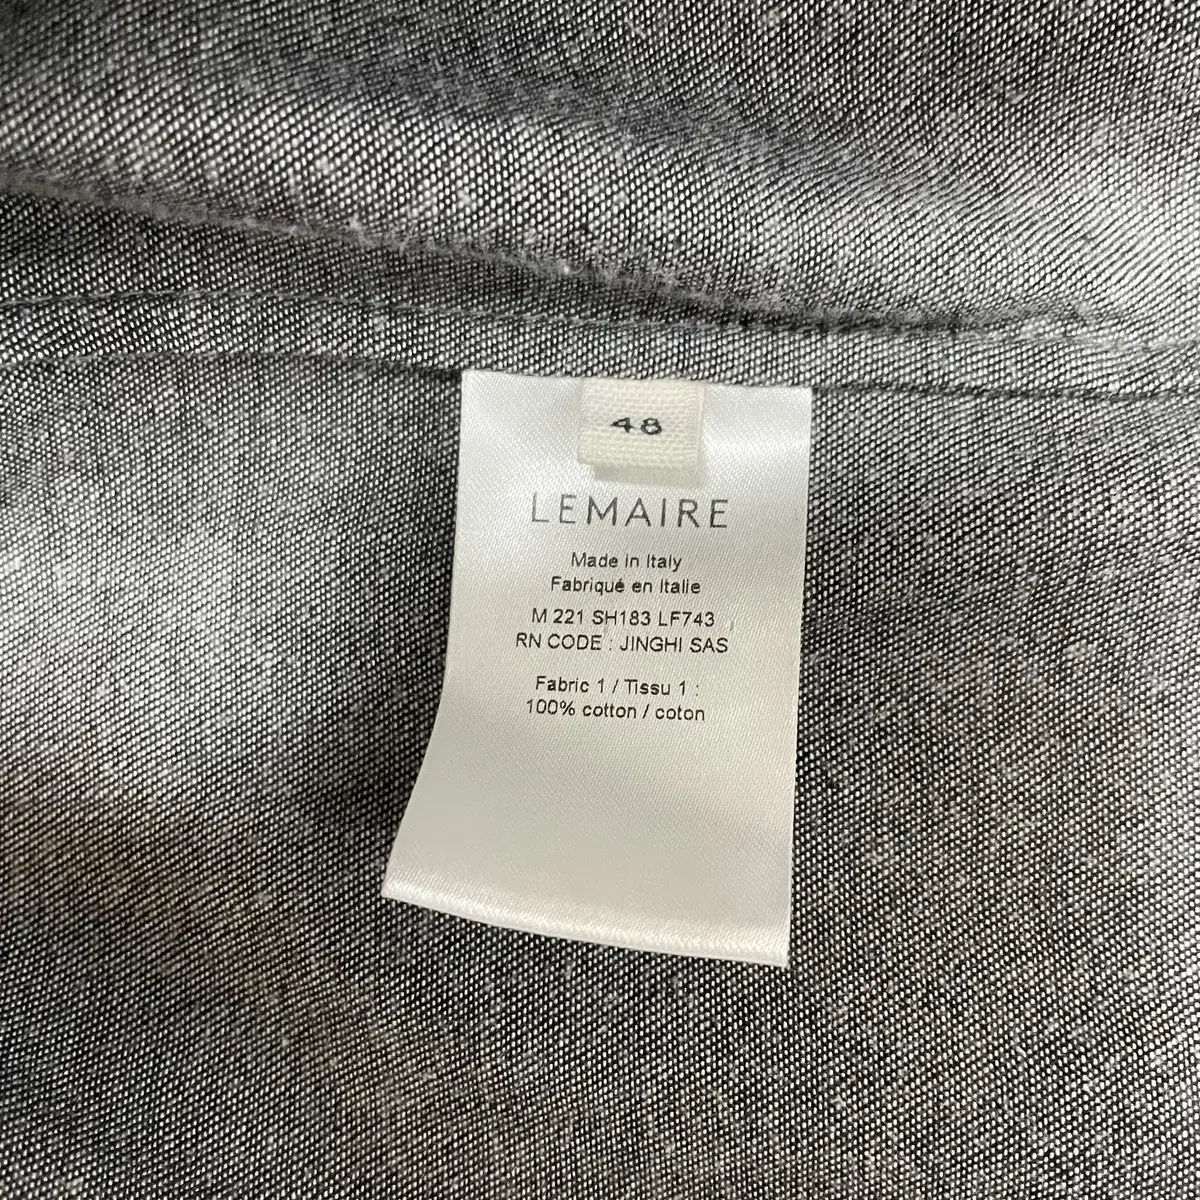 48
LEMAIRE
Made in Italy
Fabriqué en Italie
M 221 SH183 LF743
RN CODE : JINGHI SAS
Fabric 1 / Tissu 1 :
100% cotton / coton